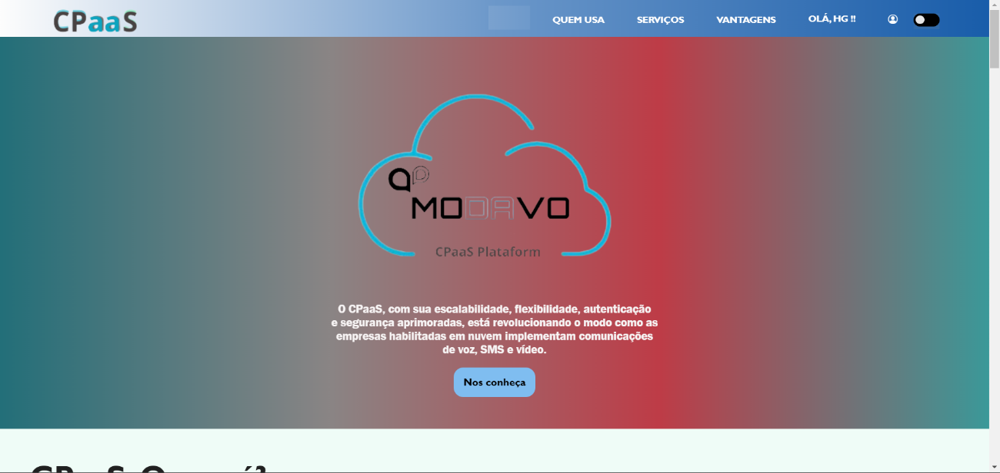 CPaaS
QUEM USA
SERVIÇOS
VANTAGENS
OLÁ, HG !!
MODAVO
CPaaS Plataform
O CPaaS, com sua escalabilidade, flexibilidade, autenticação
e segurança aprimoradas, está revolucionando o modo como as
empresas habilitadas em nuvem implementam comunicações
de voz, SMS e vídeo.
Nos conheça